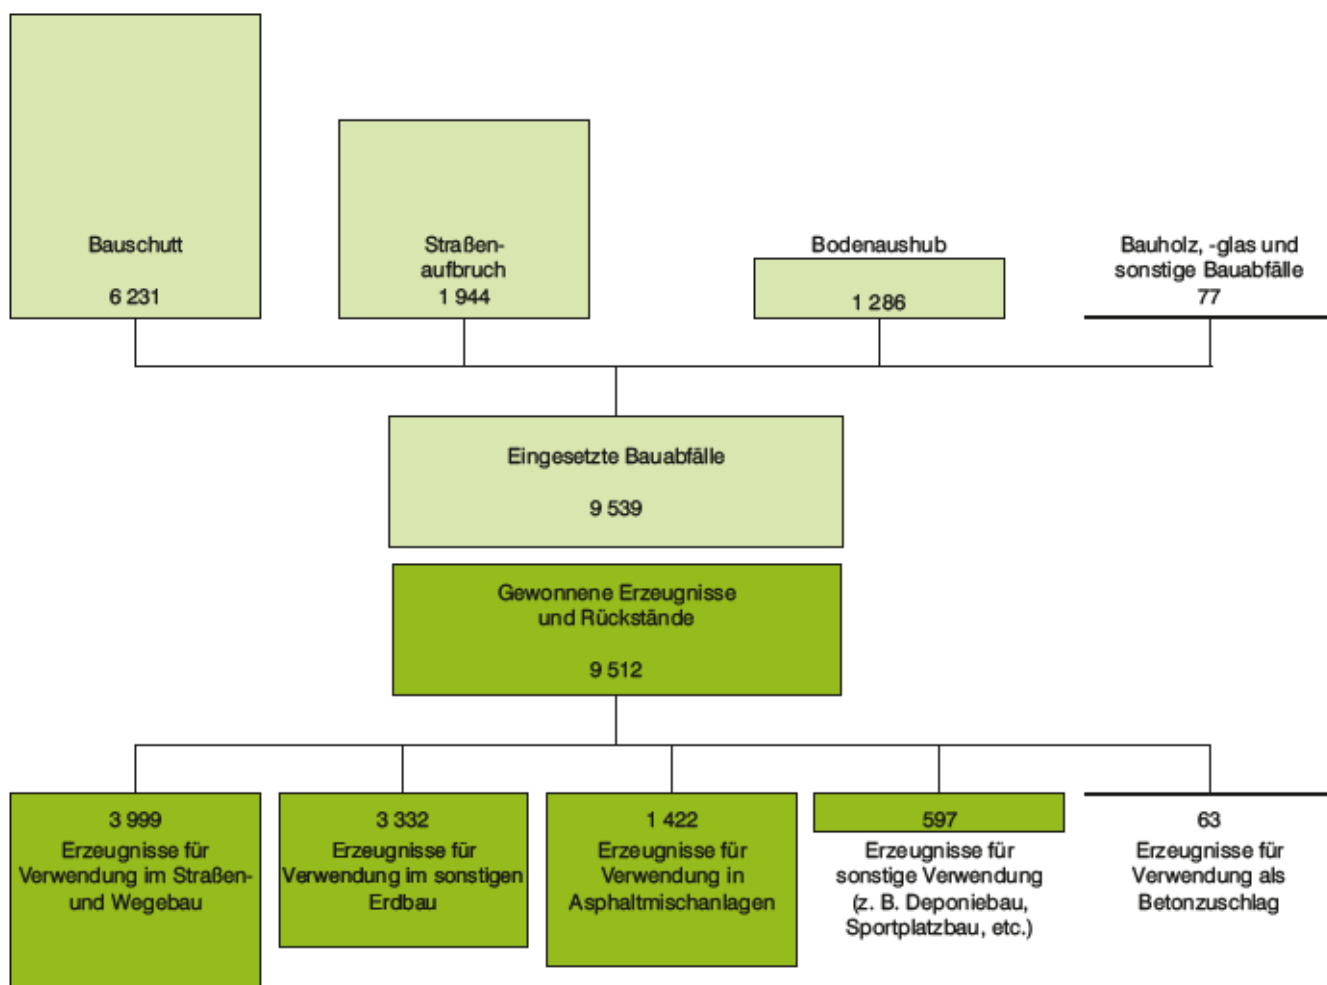 Bauschutt
6 231
Straßen-
aufbruch
1 944
Bodenaushub
1 286
Bauholz, -glas und
sonstige Bauabfälle
77
Eingesetzte Bauabfälle
9 539
Gewonnene Erzeugnisse
und Rückstände
9 512
3 999
Erzeugnisse für
Verwendung im Straßen-
und Wegebau
3 332
Erzeugnisse für
Verwendung im sonstigen
Erdbau
1 422
Erzeugnisse für
Verwendung in
Asphaltmischanlagen
597
Erzeugnisse für
sonstige Verwendung
(z. B. Deponiebau,
Sportplatzbau, etc.)
63
Erzeugnisse für
Verwendung als
Betonzuschlag